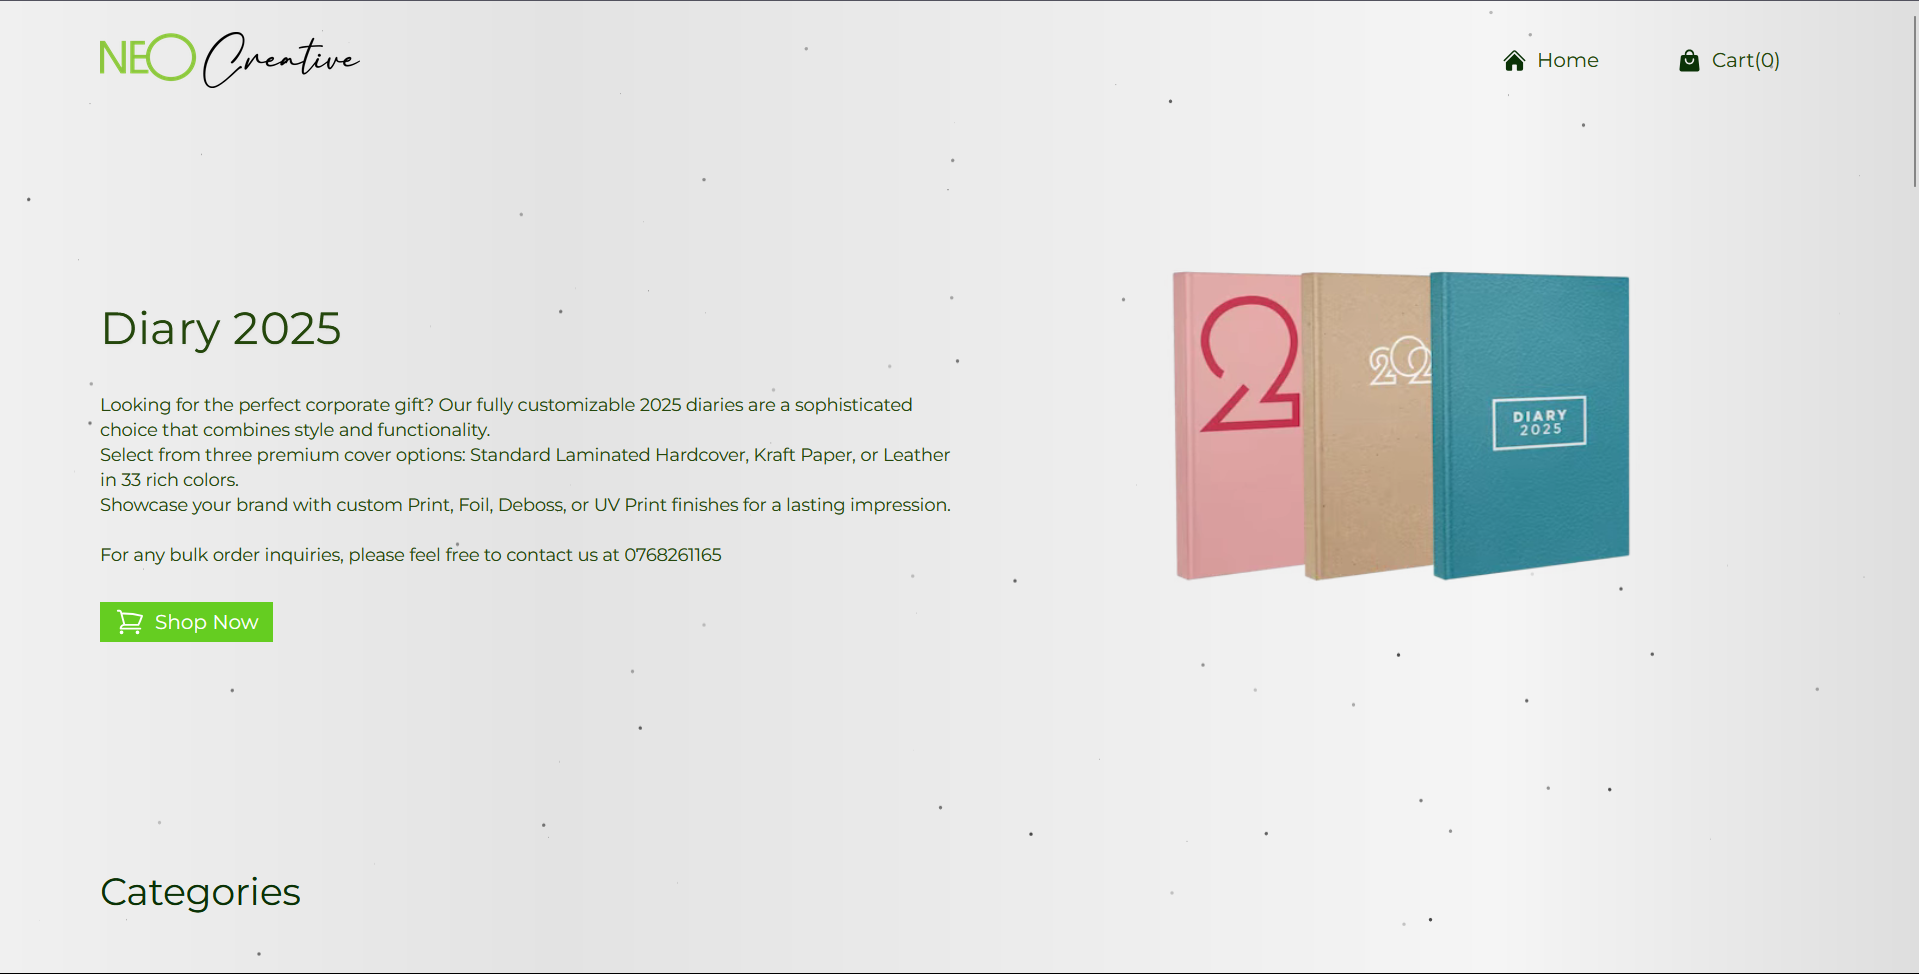 NEO Creative
Home
Cart(0)
Diary 2025
Looking for the perfect corporate gift? Our fully customizable 2025 diaries are a sophisticated
choice that combines style and functionality.
Select from three premium cover options: Standard Laminated Hardcover, Kraft Paper, or Leather
in 33 rich colors.
Showcase your brand with custom Print, Foil, Deboss, or UV Print finishes for a lasting impression.
For any bulk order inquiries, please feel free to contact us at 0768261165
Shop Now
2
202
DIARY
2025
Categories